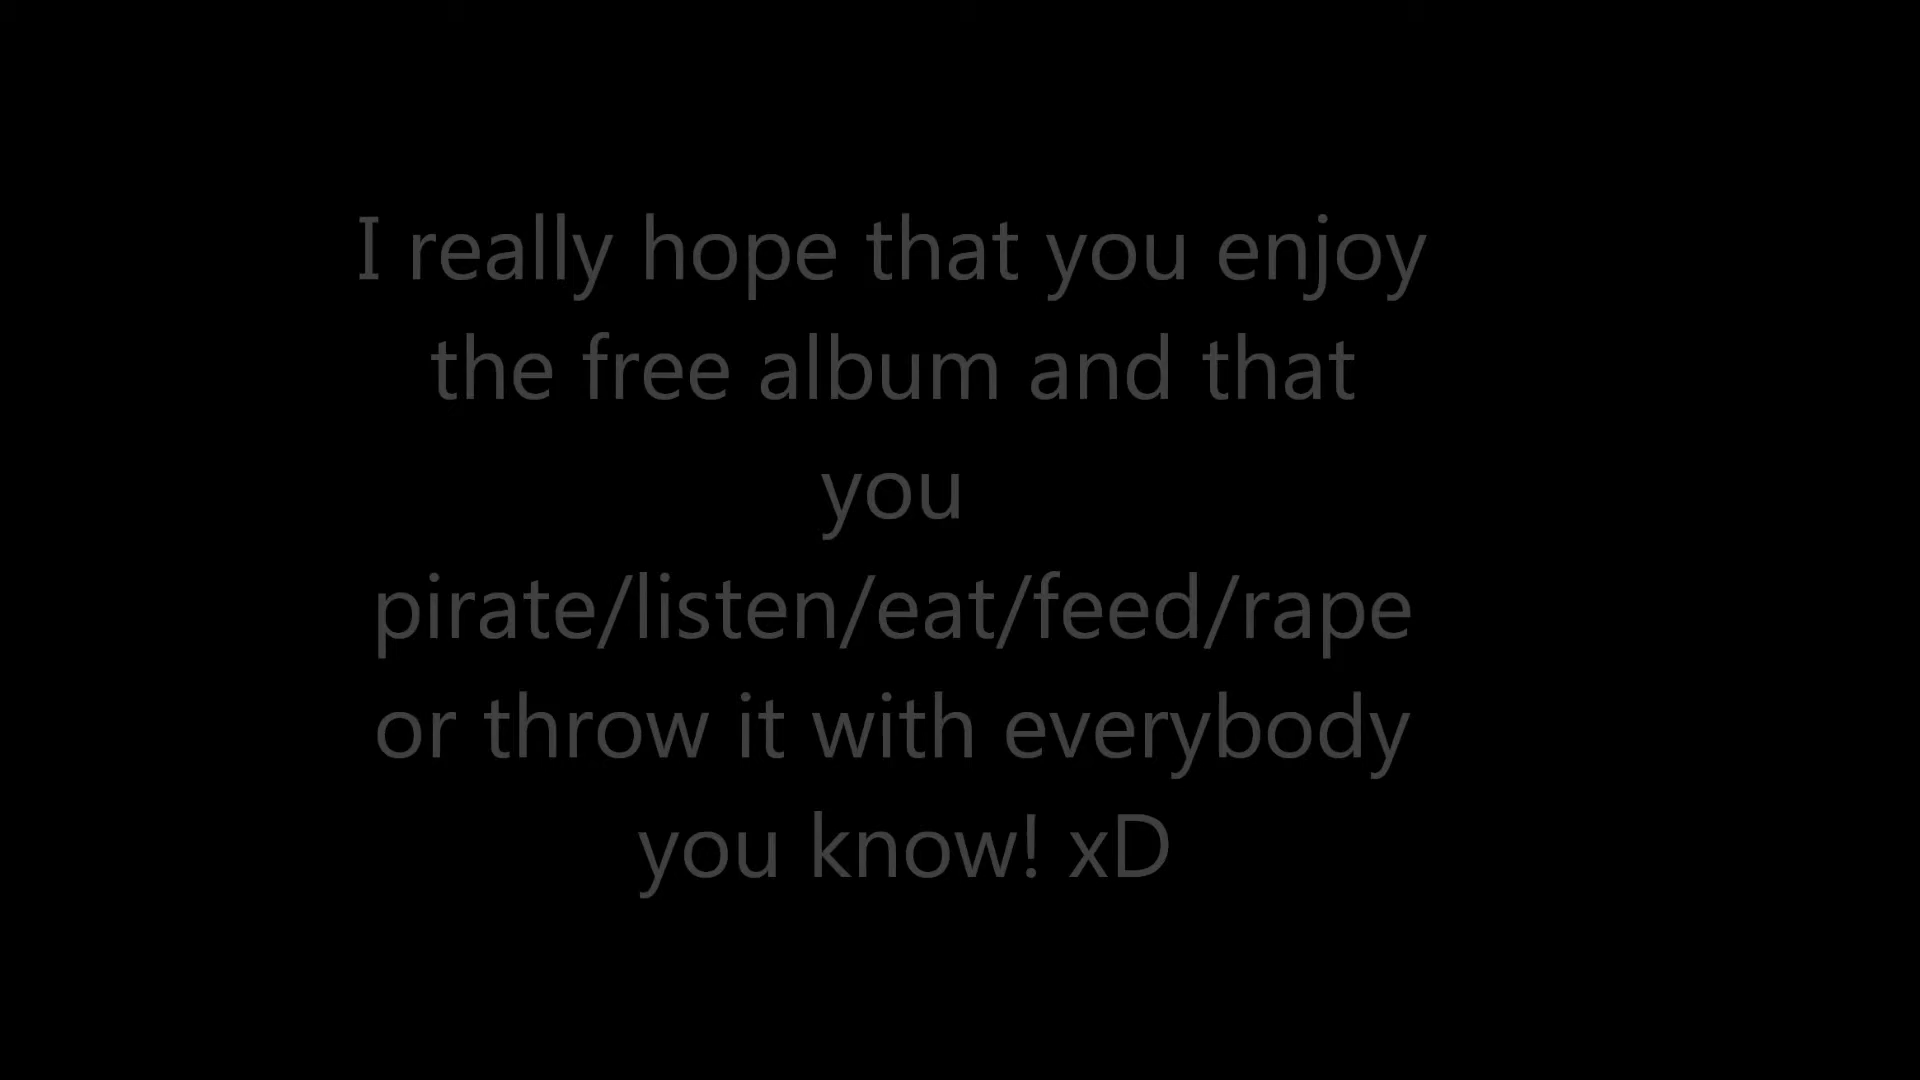 I really hope that you enjoy
the free album and that
you
pirate/listen/eat/feed/rape
or throw it with everybody
you know! xD